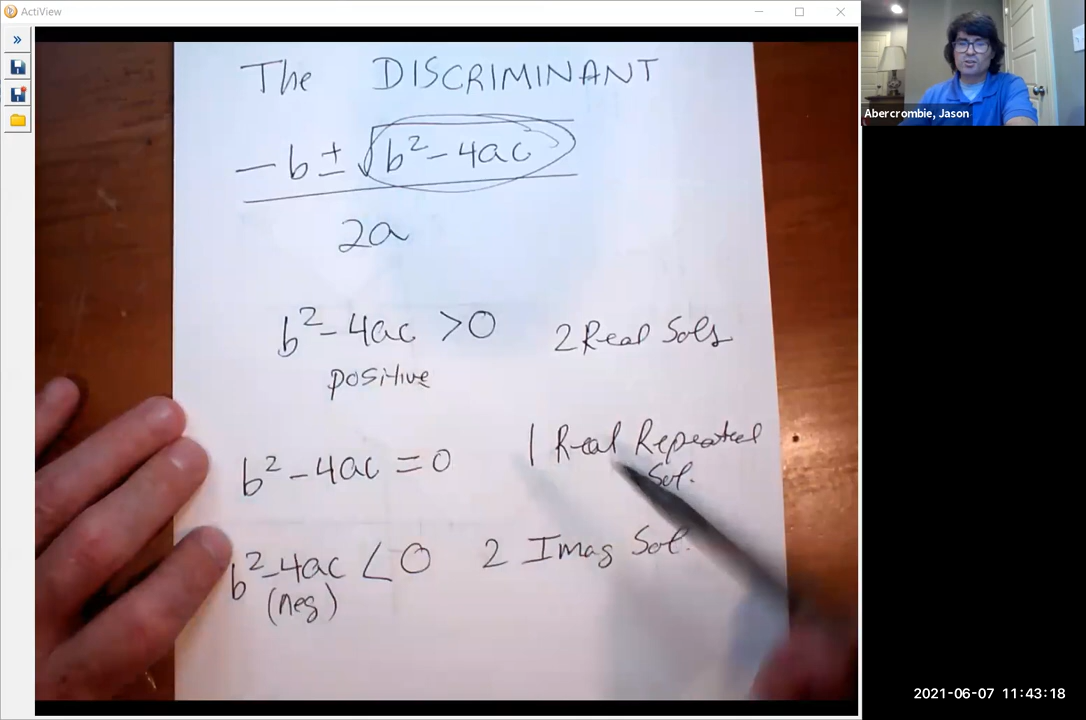 ActiView
The DISCRIMINANT
-b ± √b²-4ac
2a
b²-4ac >0 2 Real Sols
positive
b²-4ac =0 1 Real Repeated
Sol.
b²-4ac <0 2 Imag Sol.
(neg)
Abercrombie, Jason
2021-06-07 11:43:18